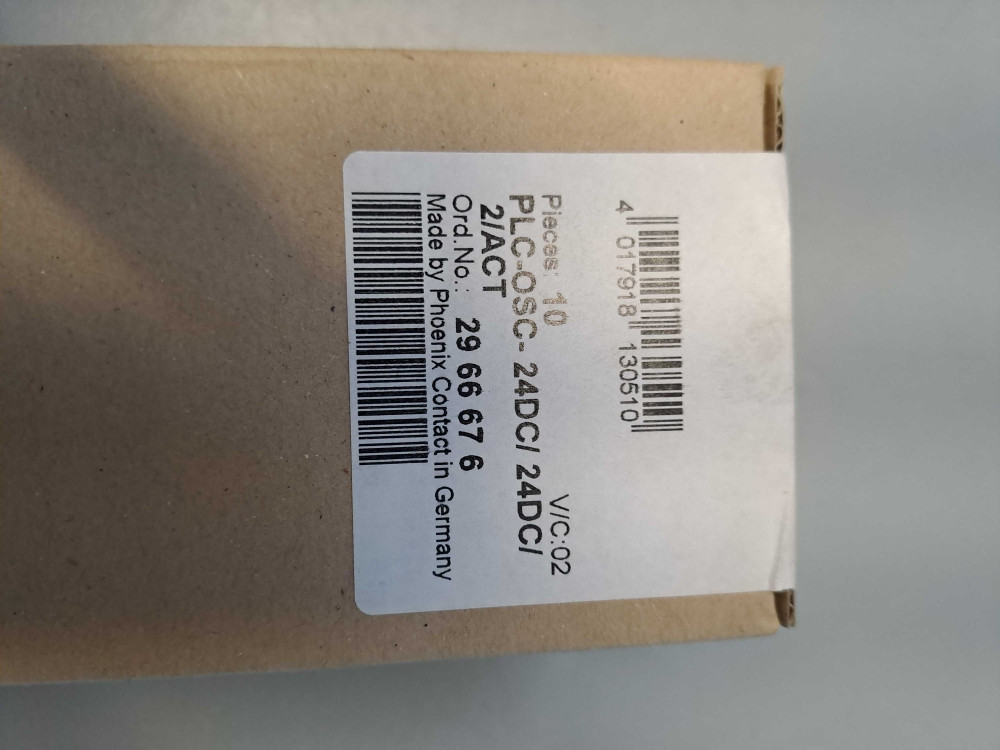 4 017918 130510
Pieces: 10 V/C:02
PLC-OSC- 24DC/ 24DC/
2/ACT
Ord.No.: 29 66 67 6
Made by Phoenix Contact in Germany